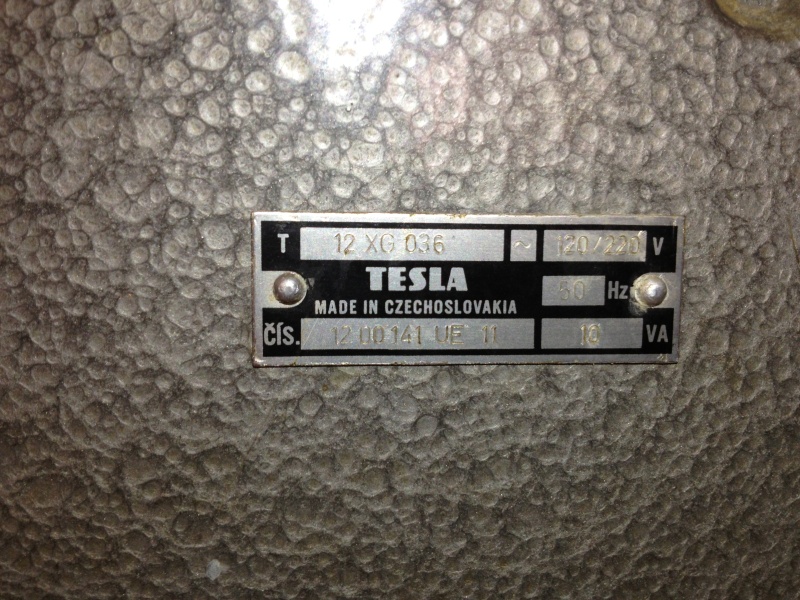 T 12 XG 036 ~ 120/220 V
TESLA
50 Hz
MADE IN CZECHOSLOVAKIA
ČÍS. 12 00141 UE 11 10 VA